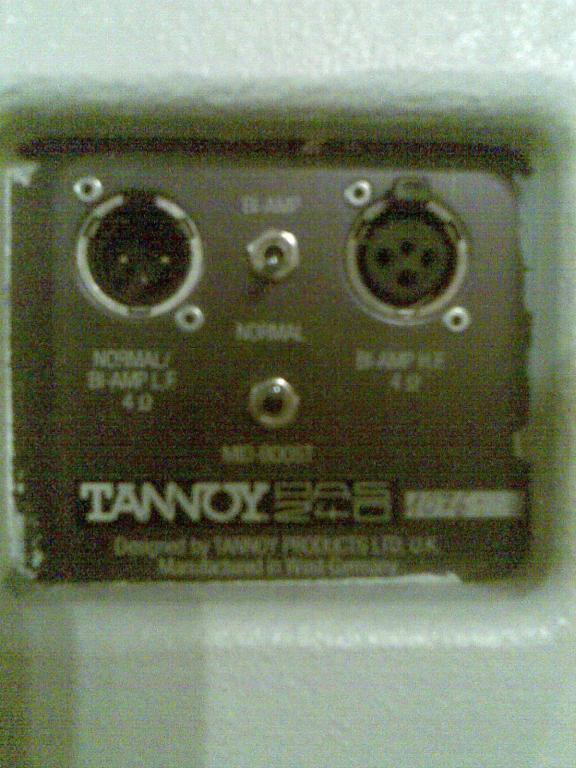 BI-AMP
NORMAL
NORMAL/
BI-AMP L.F
4 Ω
BI-AMP H.F
4 Ω
MID-BOOST
TANNOY
Designed by TANNOY PRODUCTS LTD. U.K.
Manufactured in West Germany